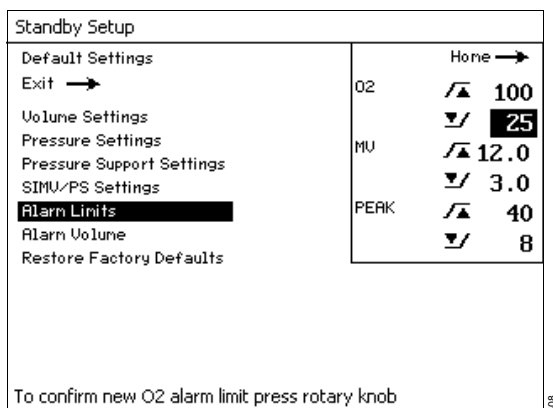 Standby Setup
Default Settings
Exit
Volume Settings
Pressure Settings
Pressure Support Settings
SIMV/PS Settings
Alarm Limits
Alarm Volume
Restore Factory Defaults
Home
O2 100
25
MV 12.0
3.0
PEAK 40
8
To confirm new O2 alarm limit press rotary knob